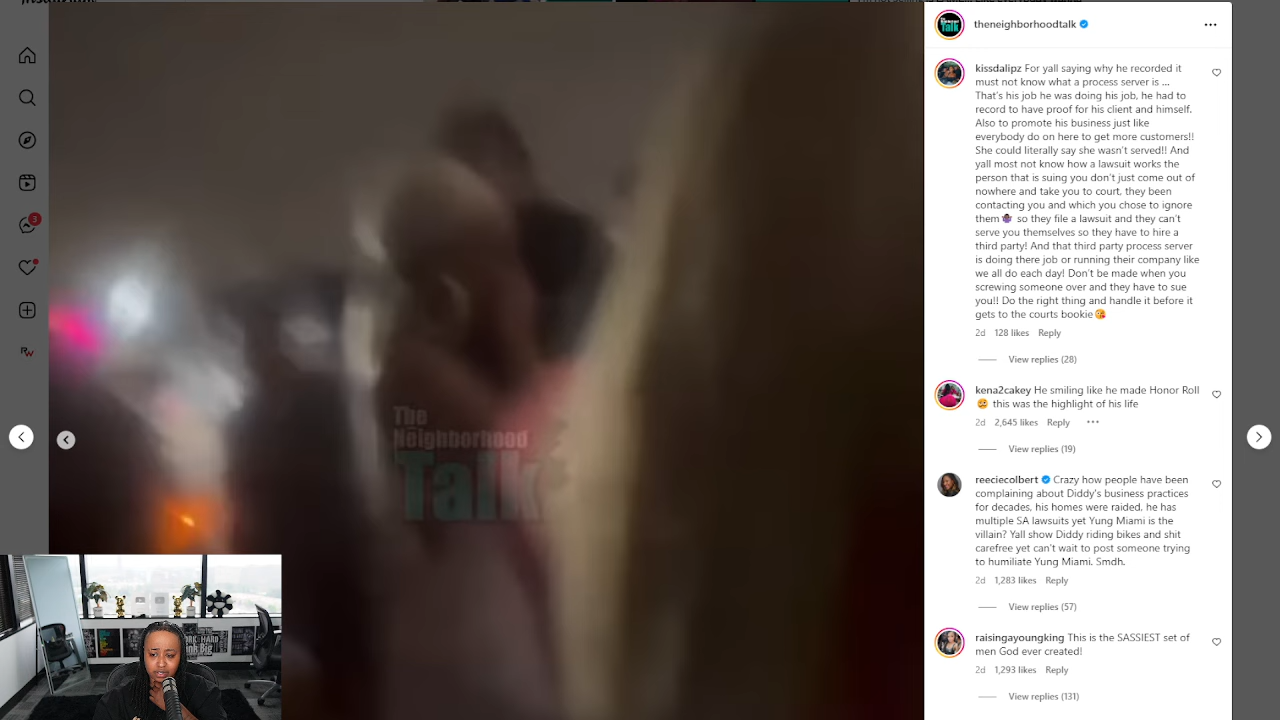 theneighborhoodtalk
kissdalipz For yall saying why he recorded it
must not know what a process server is ...
That's his job he was doing his job, he had to
record to have proof for his client and himself.
Also to promote his business just like
everybody do on here to get more customers!!
She could literally say she wasn't served!! And
yall most not know how a lawsuit works the
person that is suing you don't just come out of
nowhere and take you to court, they been
contacting you and which you chose to ignore
them🤷🏾‍♀️ so they file a lawsuit and they can't
serve you themselves so they have to hire a
third party! And that third party process server
is doing there job or running their company like
we all do each day! Don't be made when you
screwing someone over and they have to sue
you!! Do the right thing and handle it before it
gets to the courts bookie😘
2d 128 likes Reply
View replies (28)
kena2cakey He smiling like he made Honor Roll
😜 this was the highlight of his life
2d 2,645 likes Reply
View replies (19)
reeciecolbert Crazy how people have been
complaining about Diddy's business practices
for decades, his homes were raided, he has
multiple SA lawsuits yet Yung Miami is the
villain? Yall show Diddy riding bikes and shit
carefree yet can't wait to post someone trying
to humiliate Yung Miami. Smdh.
2d 1,283 likes Reply
View replies (57)
raisingayoungking This is the SASSIEST set of
men God ever created!
2d 1,293 likes Reply
View replies (131)
3
RW
The
Neighborhood
Talk